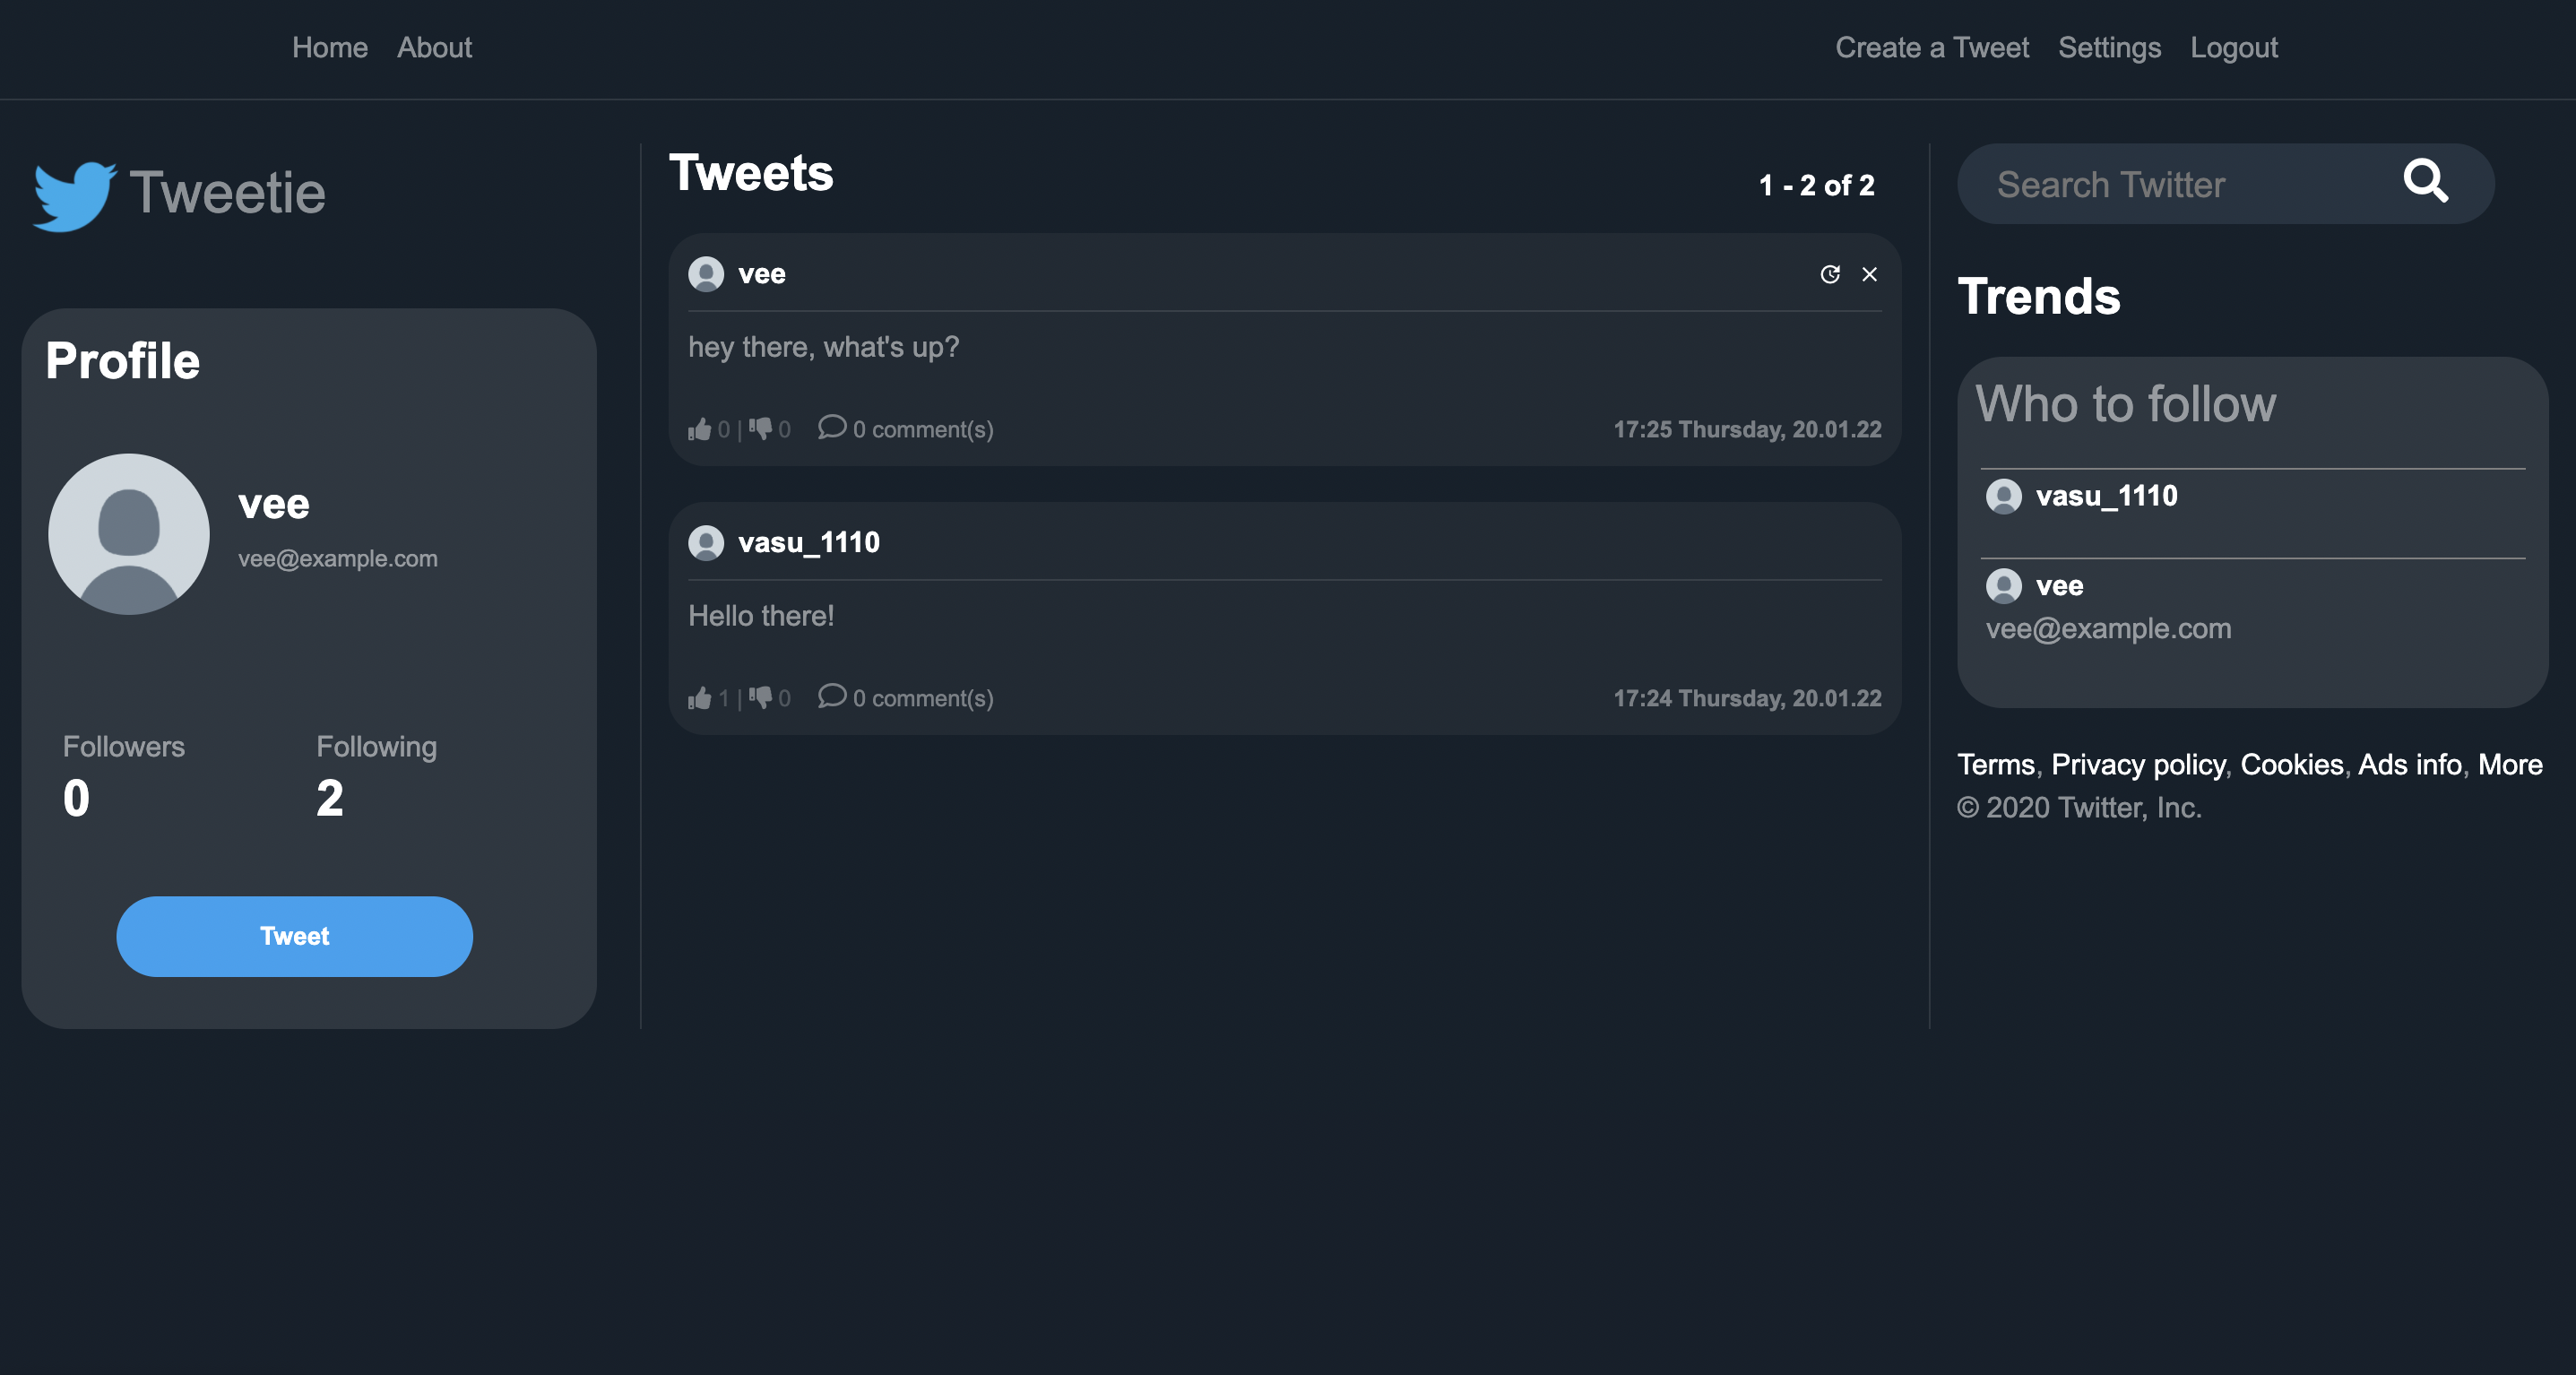 Home About
Create a Tweet Settings Logout
Tweetie
Profile
vee
vee@example.com
Followers
0
Following
2
Tweet
Tweets
1 - 2 of 2
vee
hey there, what's up?
0 | 0 0 comment(s)
17:25 Thursday, 20.01.22
vasu_1110
Hello there!
1 | 0 0 comment(s)
17:24 Thursday, 20.01.22
Search Twitter
Trends
Who to follow
vasu_1110
vee
vee@example.com
Terms, Privacy policy, Cookies, Ads info, More
© 2020 Twitter, Inc.